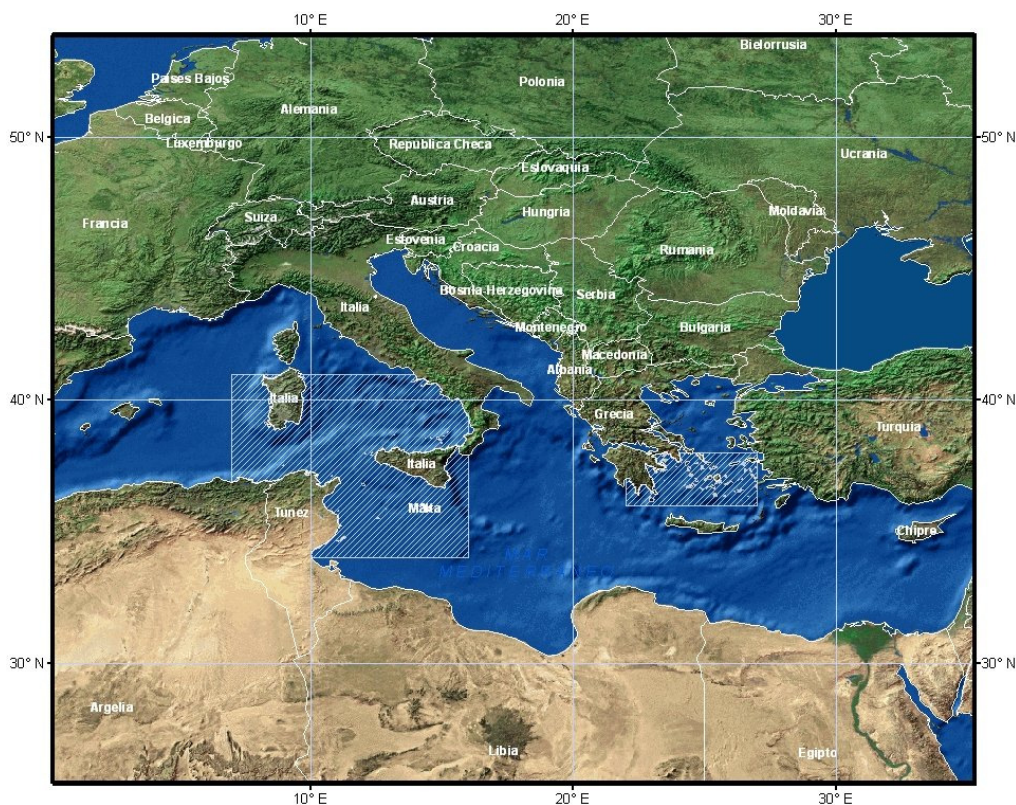 10° E 20° E 30° E
Bielorrusia
Paises Bajos
Polonia
Alemania
Belgica
50° N 50° N
Luxemburgo
Republica Checa
Ucrania
Eslovaquia
Austria
Hungria
Moldavia
Suiza
Francia
Eslovenia
Croacia
Rumania
Bosnia Herzegovina
Serbia
Italia
Montenegro
Bulgaria
Macedonia
Albania
40° N 40° N
Italia
Grecia
Turquia
Italia
Tunez
Malta
Chipre
MAR
MEDITERRANEO
30° N 30° N
Argelia
Libia
Egipto
10° E 20° E 30° E